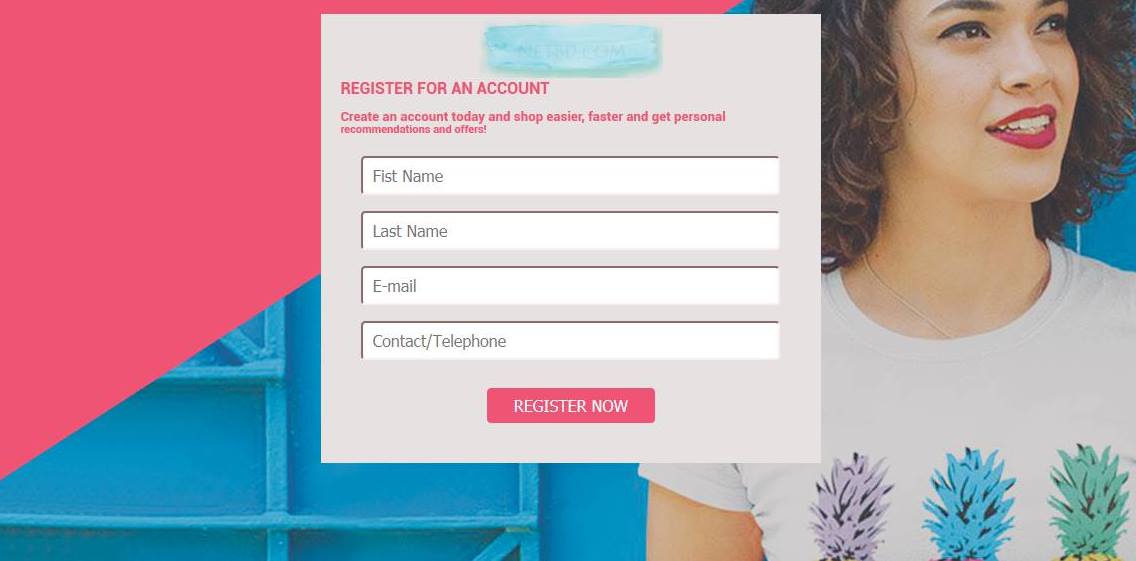 REGISTER FOR AN ACCOUNT
Create an account today and shop easier, faster and get personal
recommendations and offers!
Fist Name
Last Name
E-mail
Contact/Telephone
REGISTER NOW